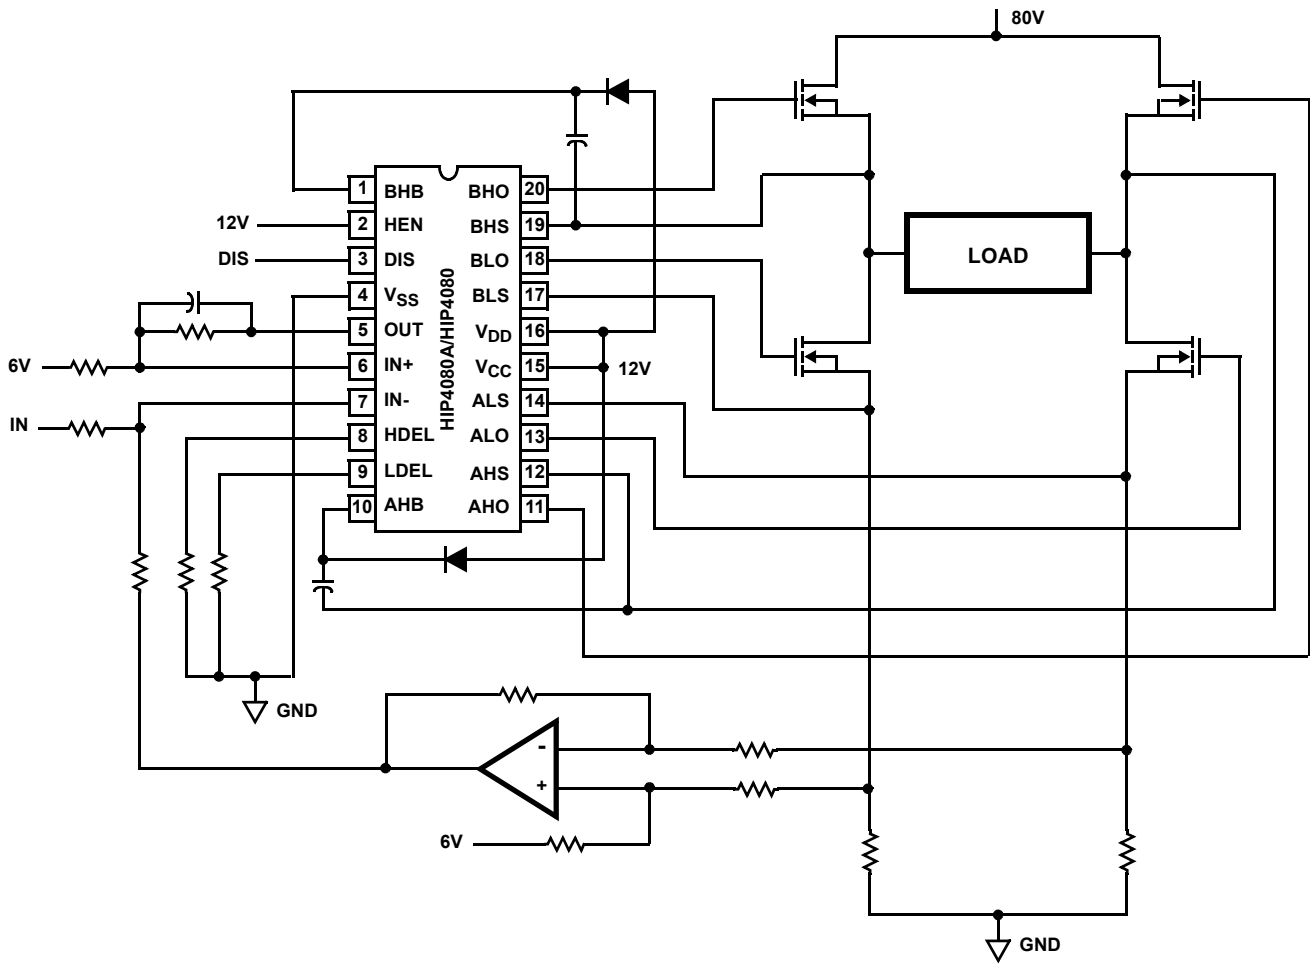 80V
1 BHB BHO 20
12V 2 HEN BHS 19
DIS 3 DIS BLO 18
4 VSS BLS 17
5 OUT VDD 16
6V 6 IN+ VCC 15 12V
IN 7 IN- ALS 14
8 HDEL ALO 13
9 LDEL AHS 12
10 AHB AHO 11
HIP4080A/HIP4080
LOAD
GND
-
+
6V
GND